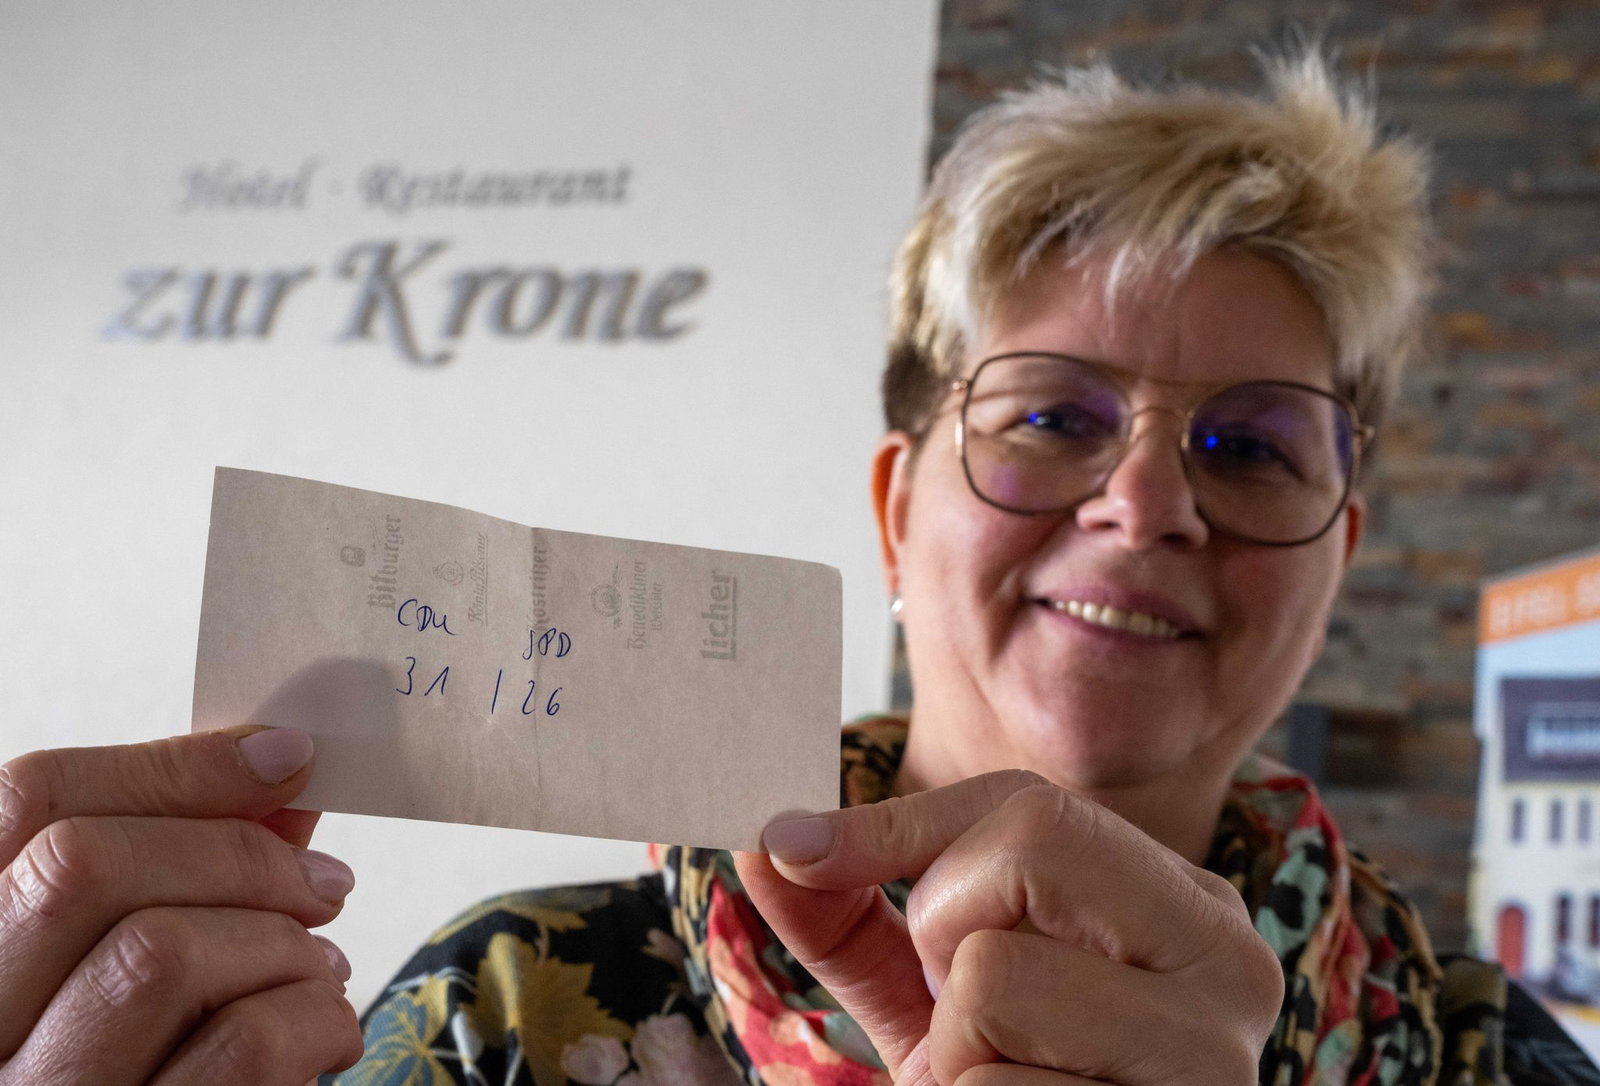 Hotel · Restaurant
zur Krone
Bitburger
König Pilsener
Köstritzer
Benediktiner
Weissbier
Licher
CDU SPD
31 / 26